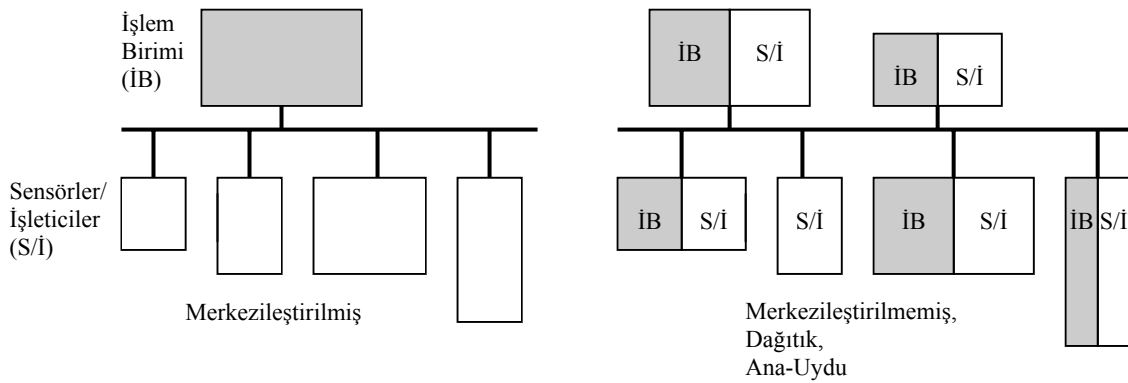 İşlem
Birimi
(İB)
Sensörler/
İşleticiler
(S/İ)
Merkezileştirilmiş
İB S/İ
İB S/İ
İB S/İ
S/İ
İB S/İ
İB S/İ
Merkezileştirilmemiş,
Dağıtık,
Ana-Uydu